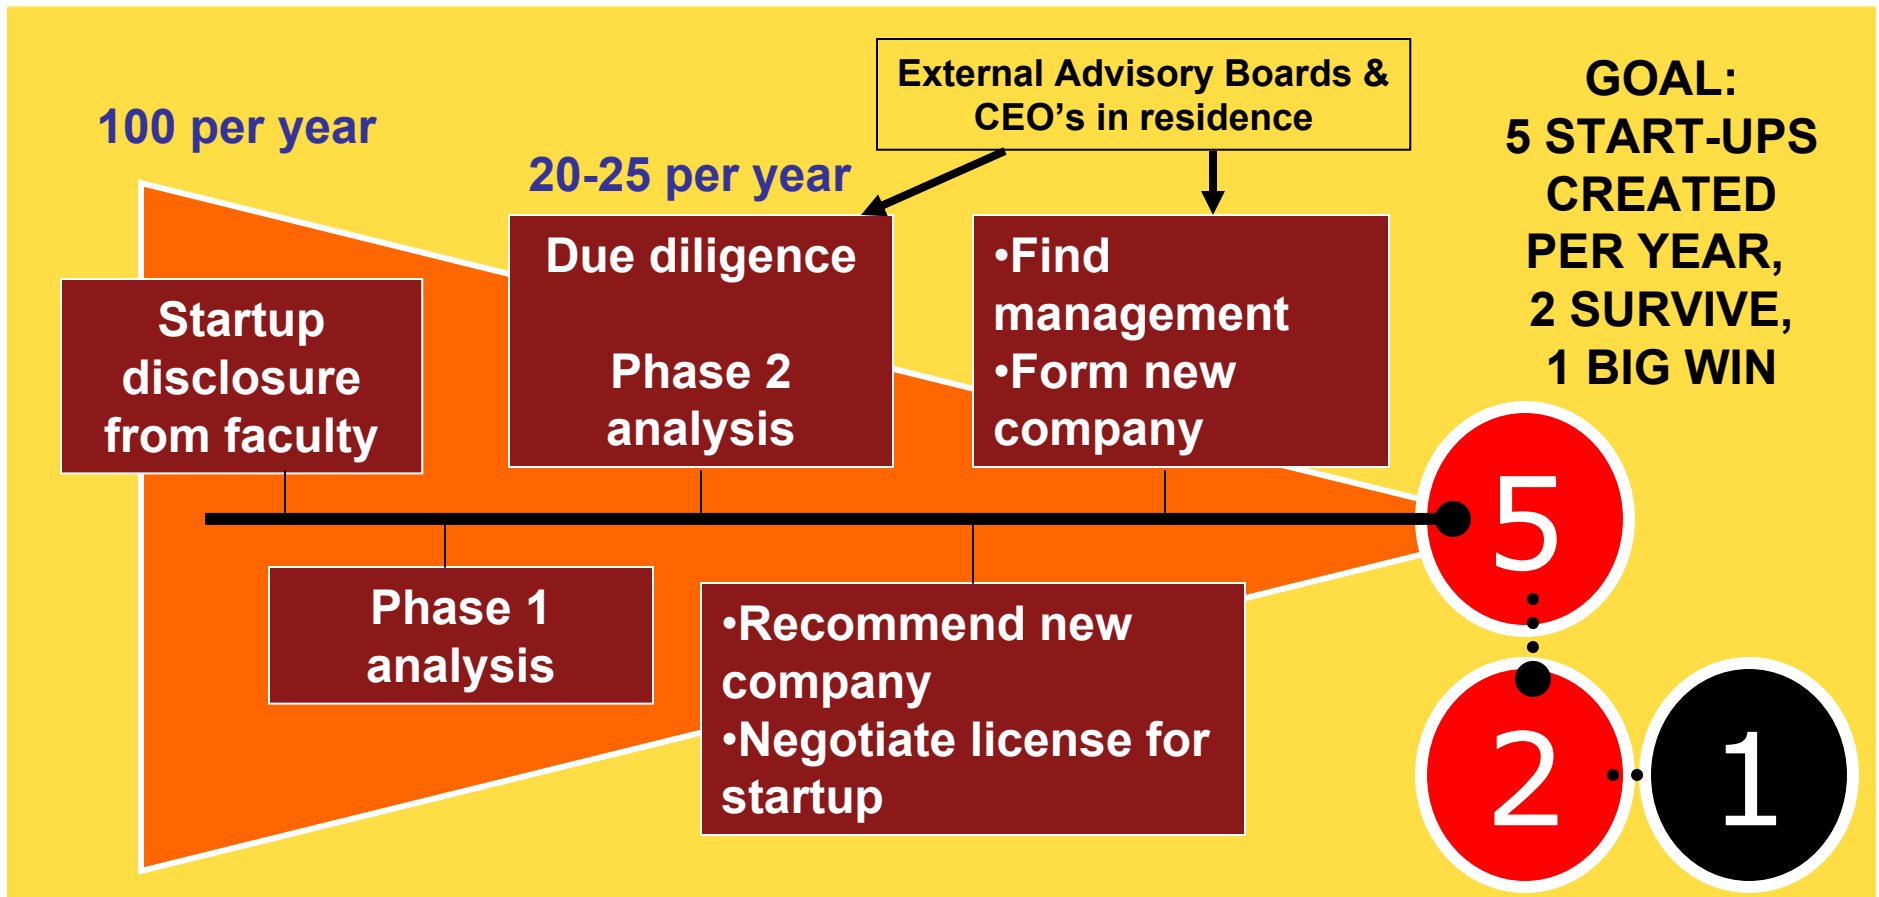 External Advisory Boards &
CEO's in residence
GOAL:
5 START-UPS
CREATED
PER YEAR,
2 SURVIVE,
1 BIG WIN
100 per year
20-25 per year
Startup
disclosure
from faculty
Due diligence
Phase 2
analysis
•Find
management
•Form new
company
Phase 1
analysis
•Recommend new
company
•Negotiate license for
startup
5
2
1